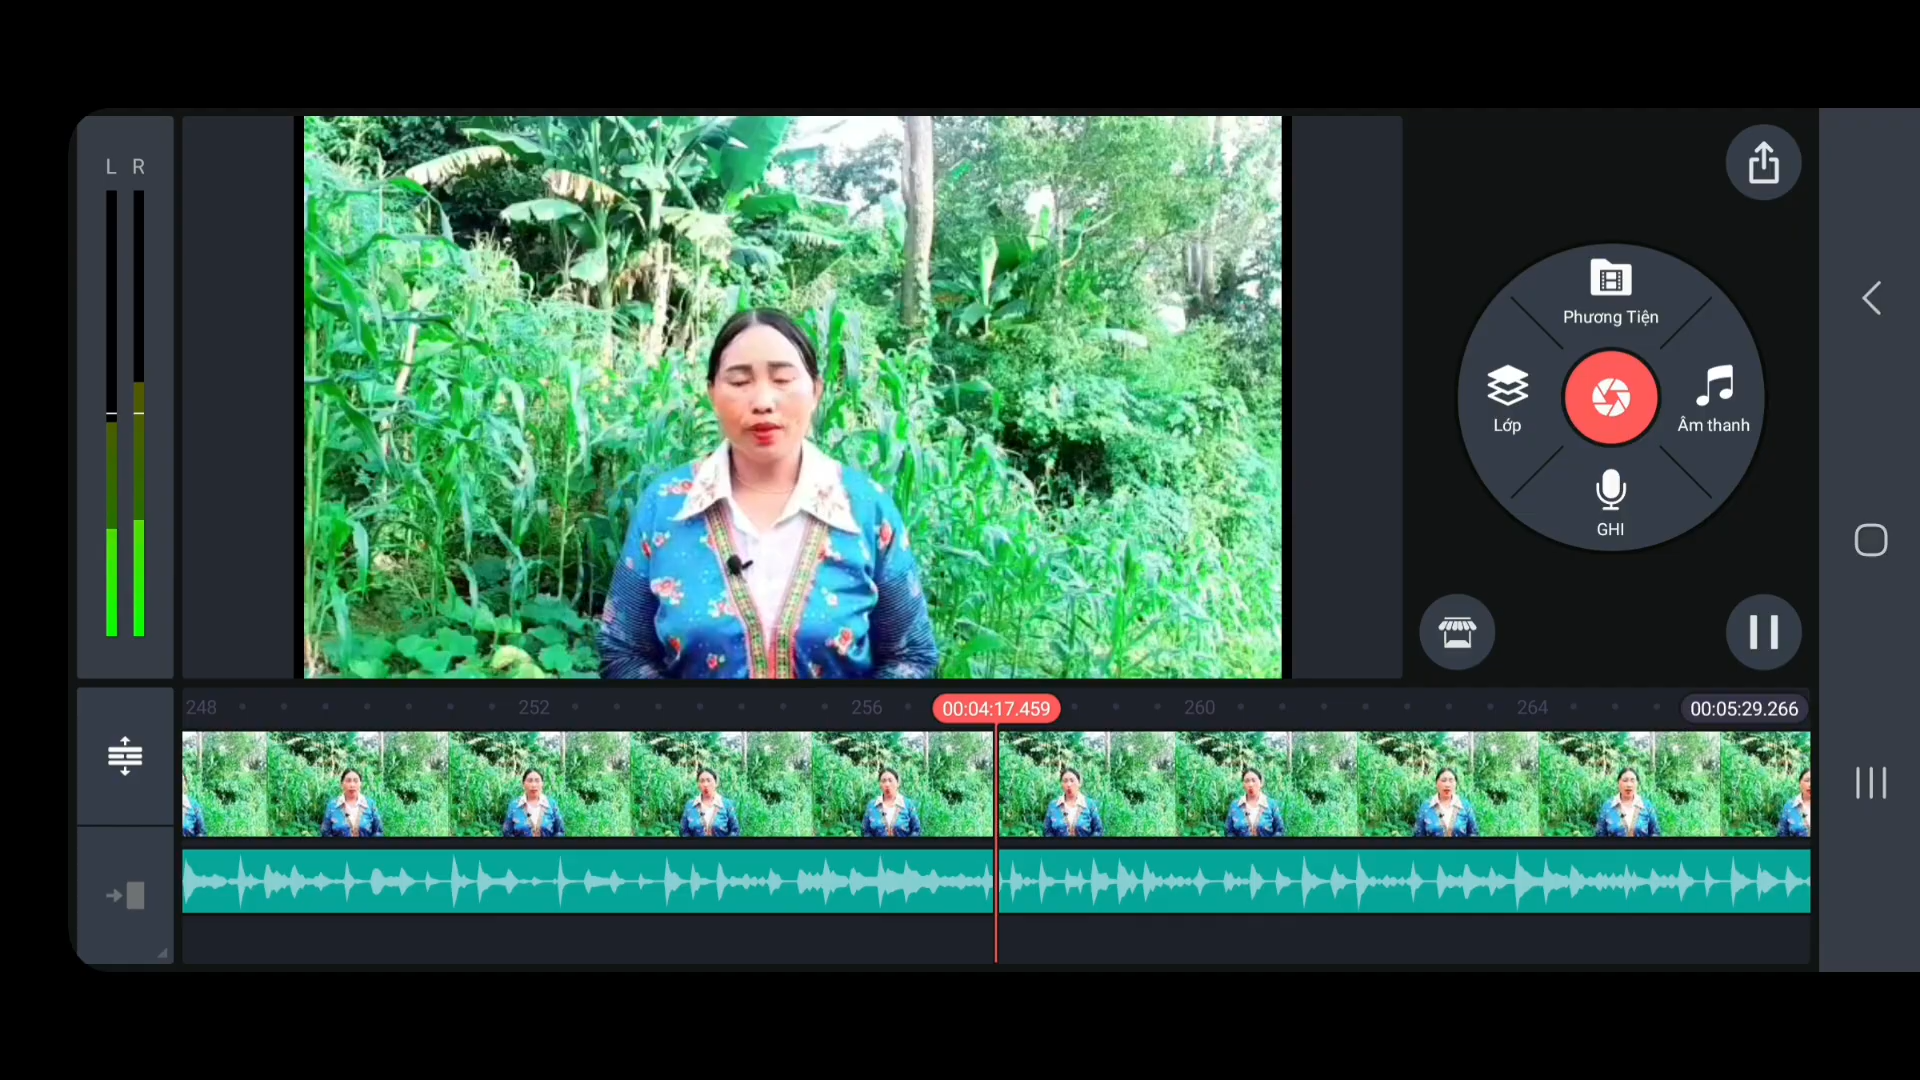 L R
Phương Tiện
Lớp
Âm thanh
GHI
248 252 256 00:04:17.459 260 264 00:05:29.266